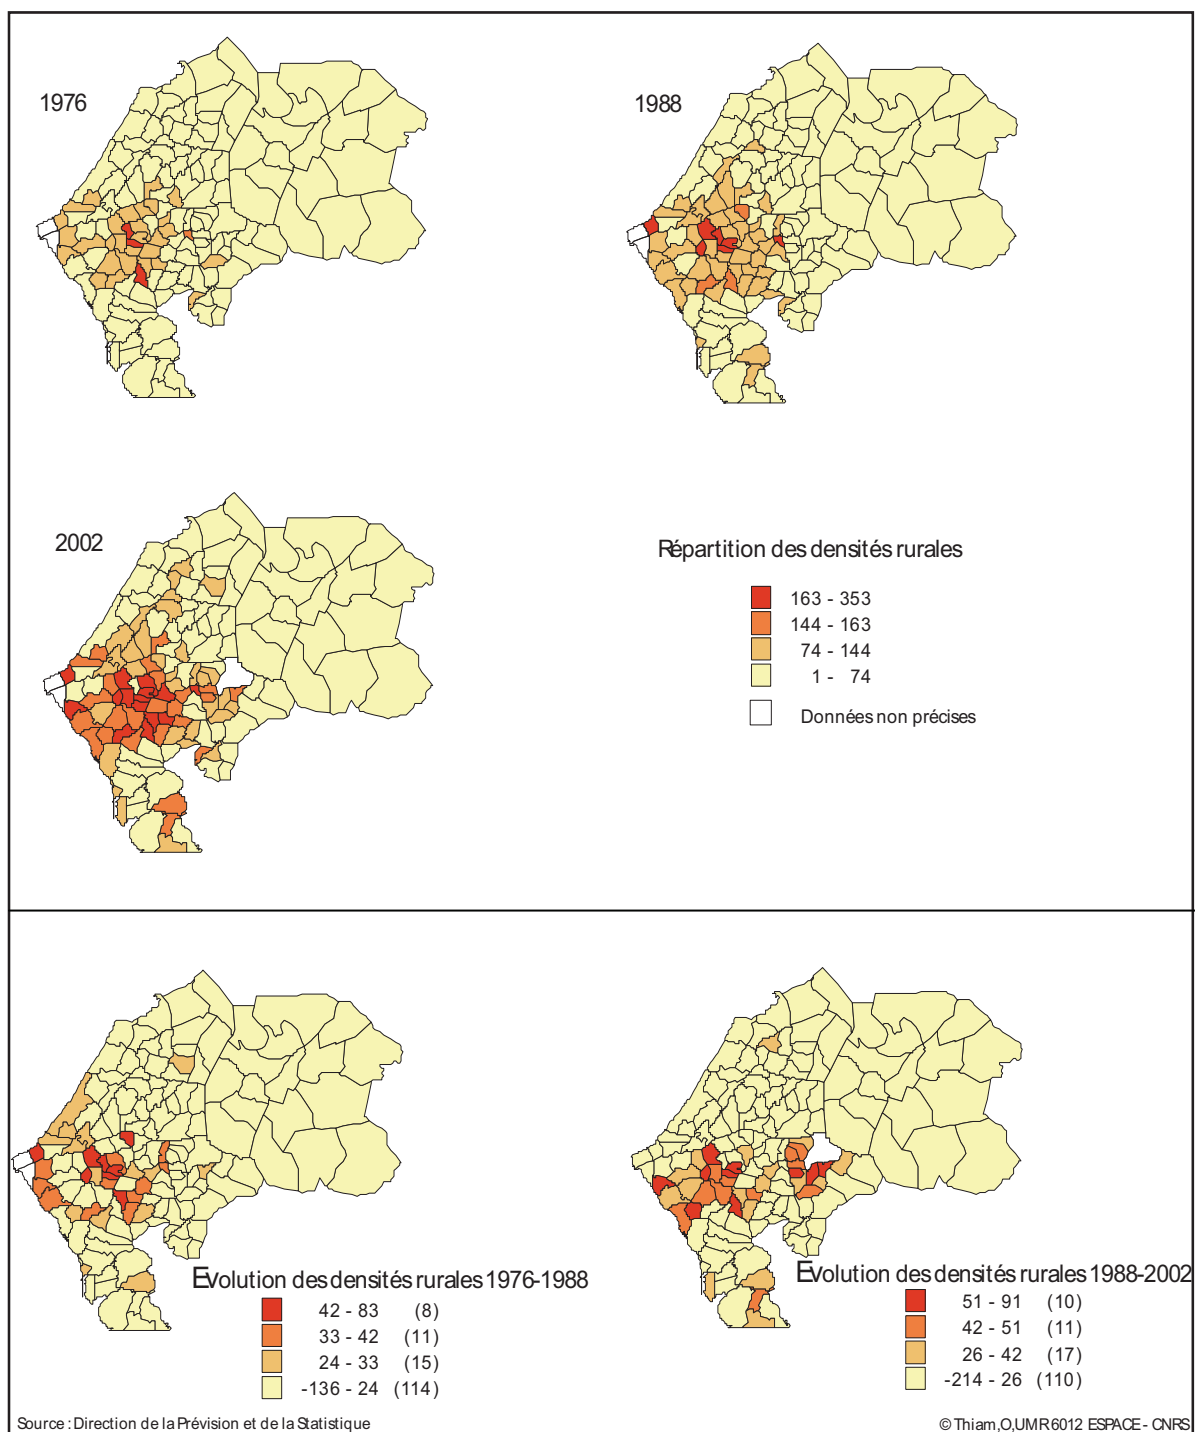 1976
1988
2002
Répartition des densités rurales
163 - 353
144 - 163
74 - 144
1 - 74
Données non précises
Evolution des densités rurales 1976-1988
42 - 83 (8)
33 - 42 (11)
24 - 33 (15)
-136 - 24 (114)
Evolution des densités rurales 1988-2002
51 - 91 (10)
42 - 51 (11)
26 - 42 (17)
-214 - 26 (110)
Source : Direction de la Prévision et de la Statistique
© Thiam,O,UMR 6012 ESPACE - CNRS